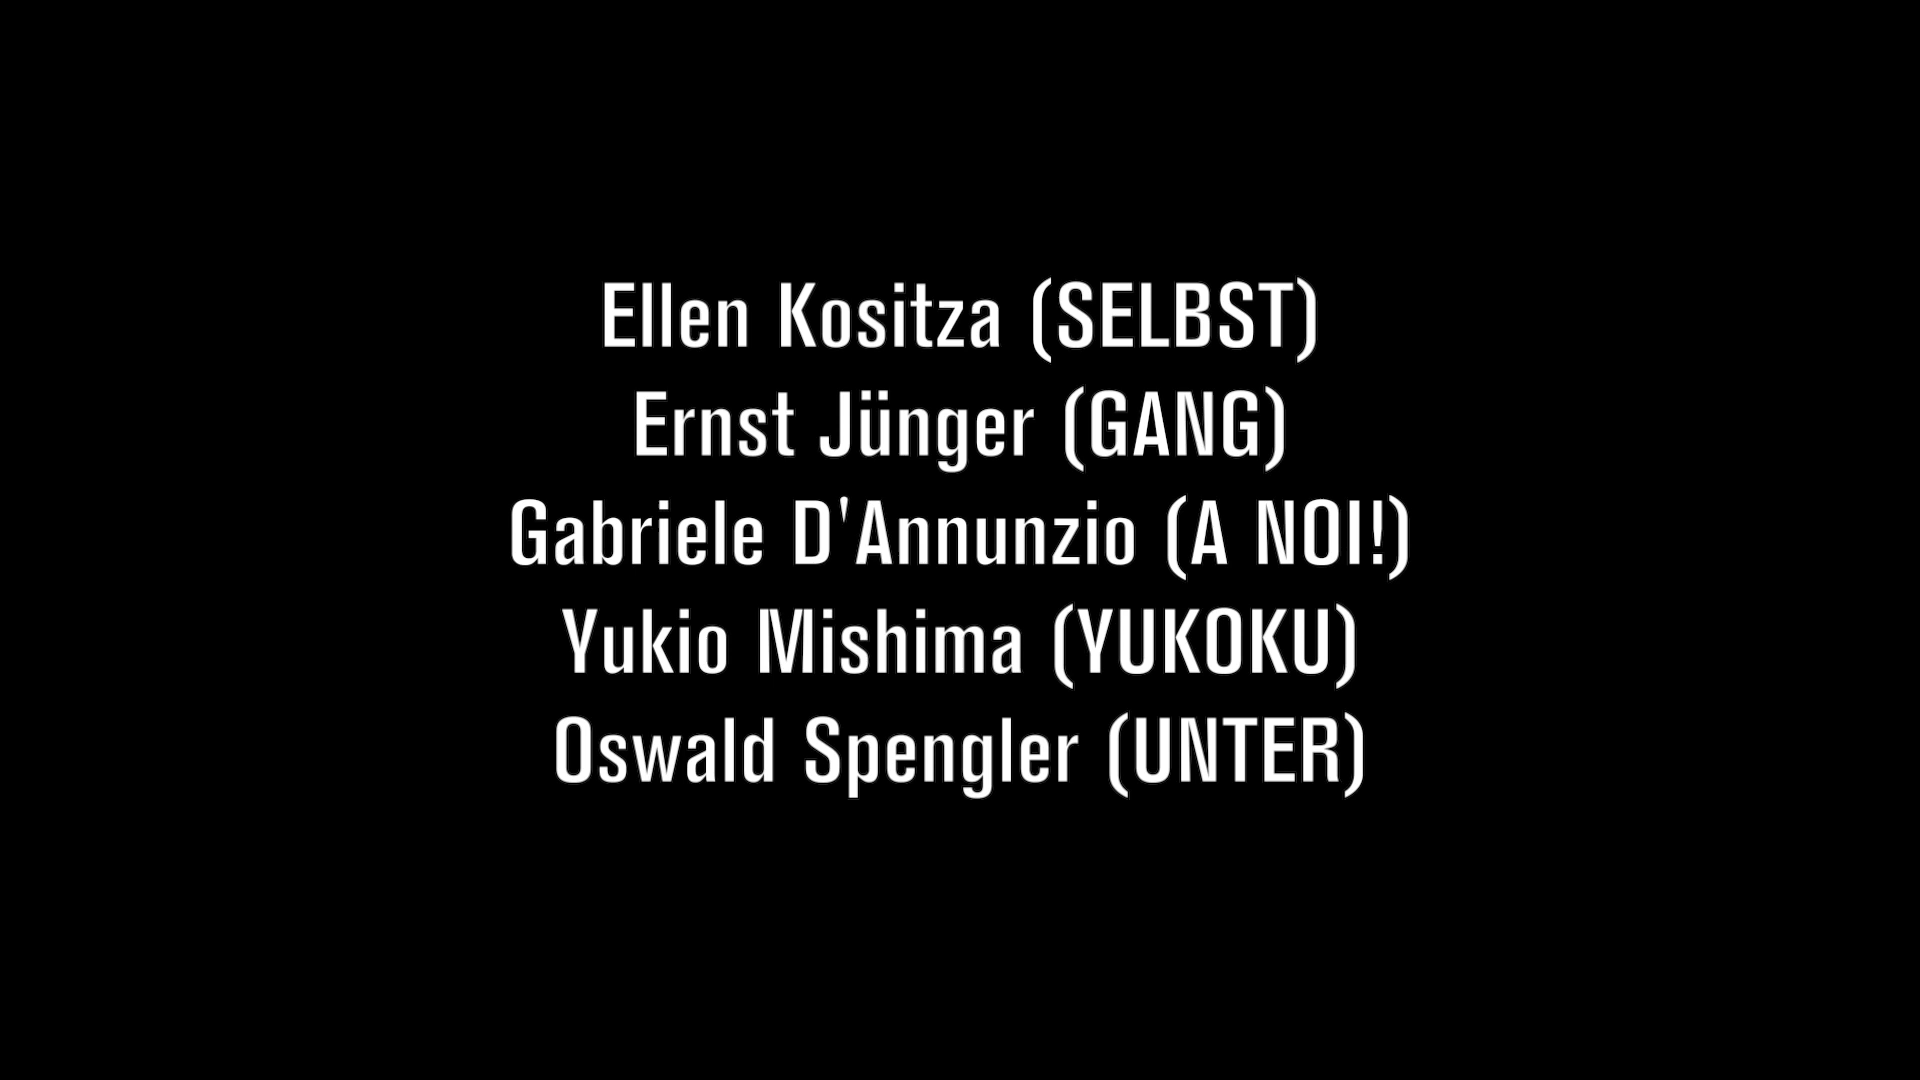 Ellen Kositza (SELBST)
Ernst Jünger (GANG)
Gabriele D'Annunzio (A NOI!)
Yukio Mishima (YUKOKU)
Oswald Spengler (UNTER)